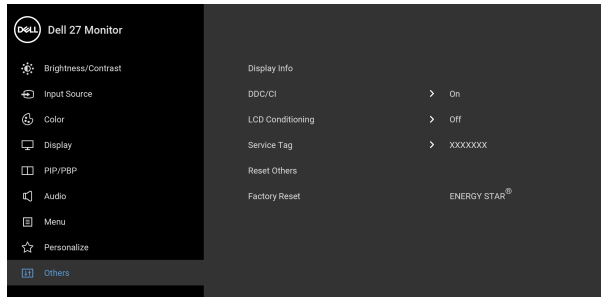 DELL Dell 27 Monitor
Brightness/Contrast
Display Info
Input Source
DDC/CI > On
Color
LCD Conditioning > Off
Display
Service Tag > XXXXXXX
PIP/PBP
Reset Others
Audio
Factory Reset ENERGY STAR®
Menu
Personalize
Others